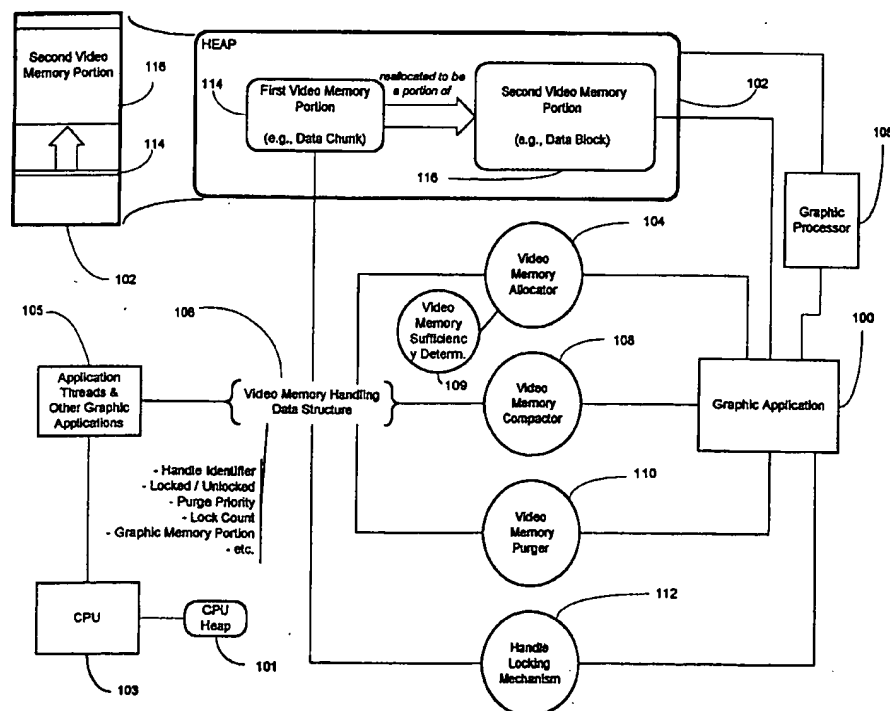 HEAP
Second Video
Memory Portion
116
114
102
114
First Video Memory
Portion
(e.g., Data Chunk)
reallocated to be
a portion of
Second Video Memory
Portion
(e.g., Data Block)
116
102
105
Graphic
Processor
104
Video
Memory
Allocator
Video
Memory
Sufficienc
y Determ.
109
105
Application
Threads &
Other Graphic
Applications
106
Video Memory Handling
Data Structure
- Handle Identifier
- Locked / Unlocked
- Purge Priority
- Lock Count
- Graphic Memory Portion
- etc.
108
Video
Memory
Compactor
100
Graphic Application
110
Video
Memory
Purger
112
Handle
Locking
Mechanism
CPU
103
CPU
Heap
101